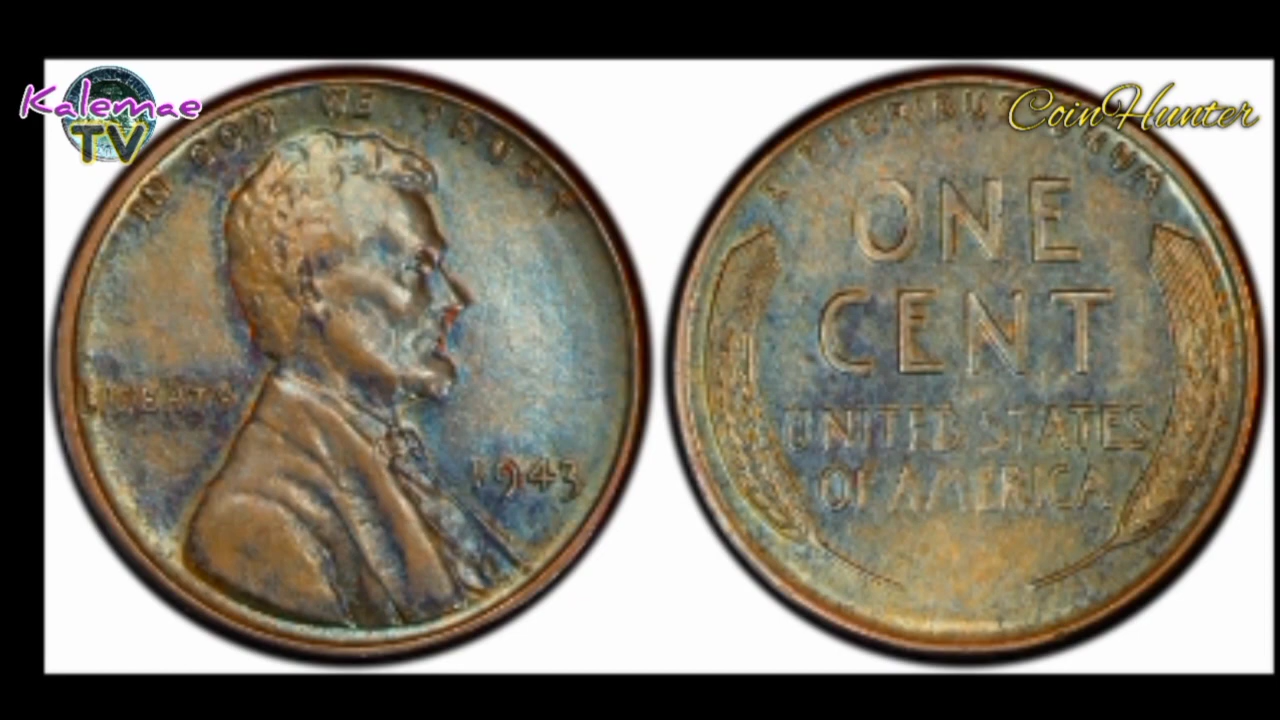 Kalemae
TV
CoinHunter
IN GOD WE TRUST
LIBERTY
1943
ONE
CENT
UNITED STATES
OF AMERICA